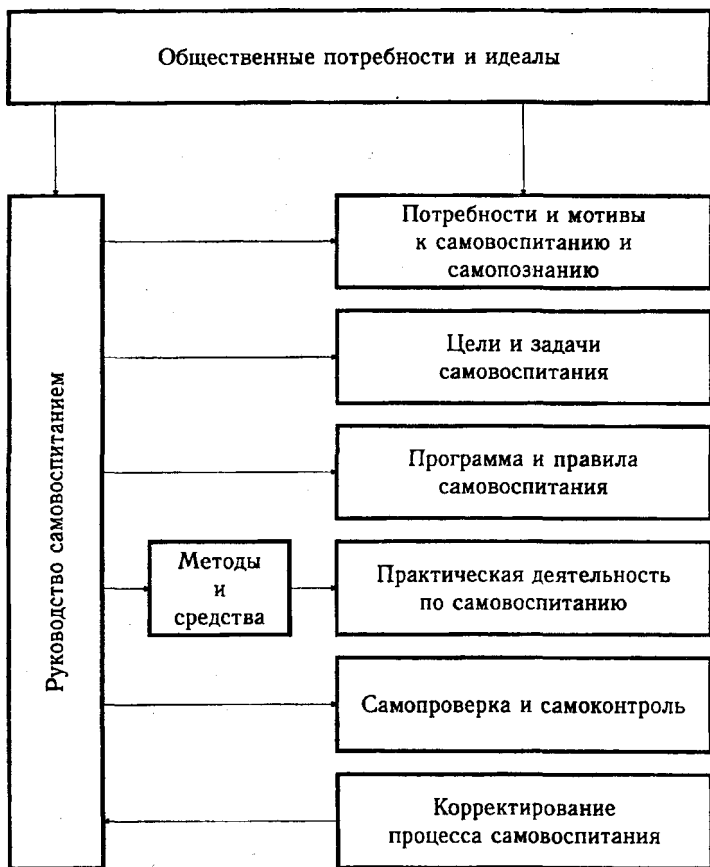 Общественные потребности и идеалы
Руководство самовоспитанием
Потребности и мотивы
к самовоспитанию и
самопознанию
Цели и задачи
самовоспитания
Программа и правила
самовоспитания
Методы
и
средства
Практическая деятельность
по самовоспитанию
Самопроверка и самоконтроль
Корректирование
процесса самовоспитания